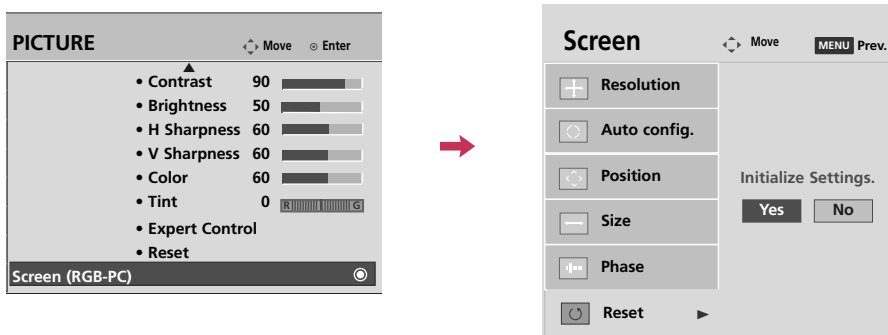 PICTURE
Move Enter
• Contrast 90
• Brightness 50
• H Sharpness 60
• V Sharpness 60
• Color 60
• Tint 0 R G
• Expert Control
• Reset
Screen (RGB-PC)
Screen
Move MENU Prev.
Resolution
Auto config.
Position
Size
Phase
Reset
Initialize Settings.
Yes No